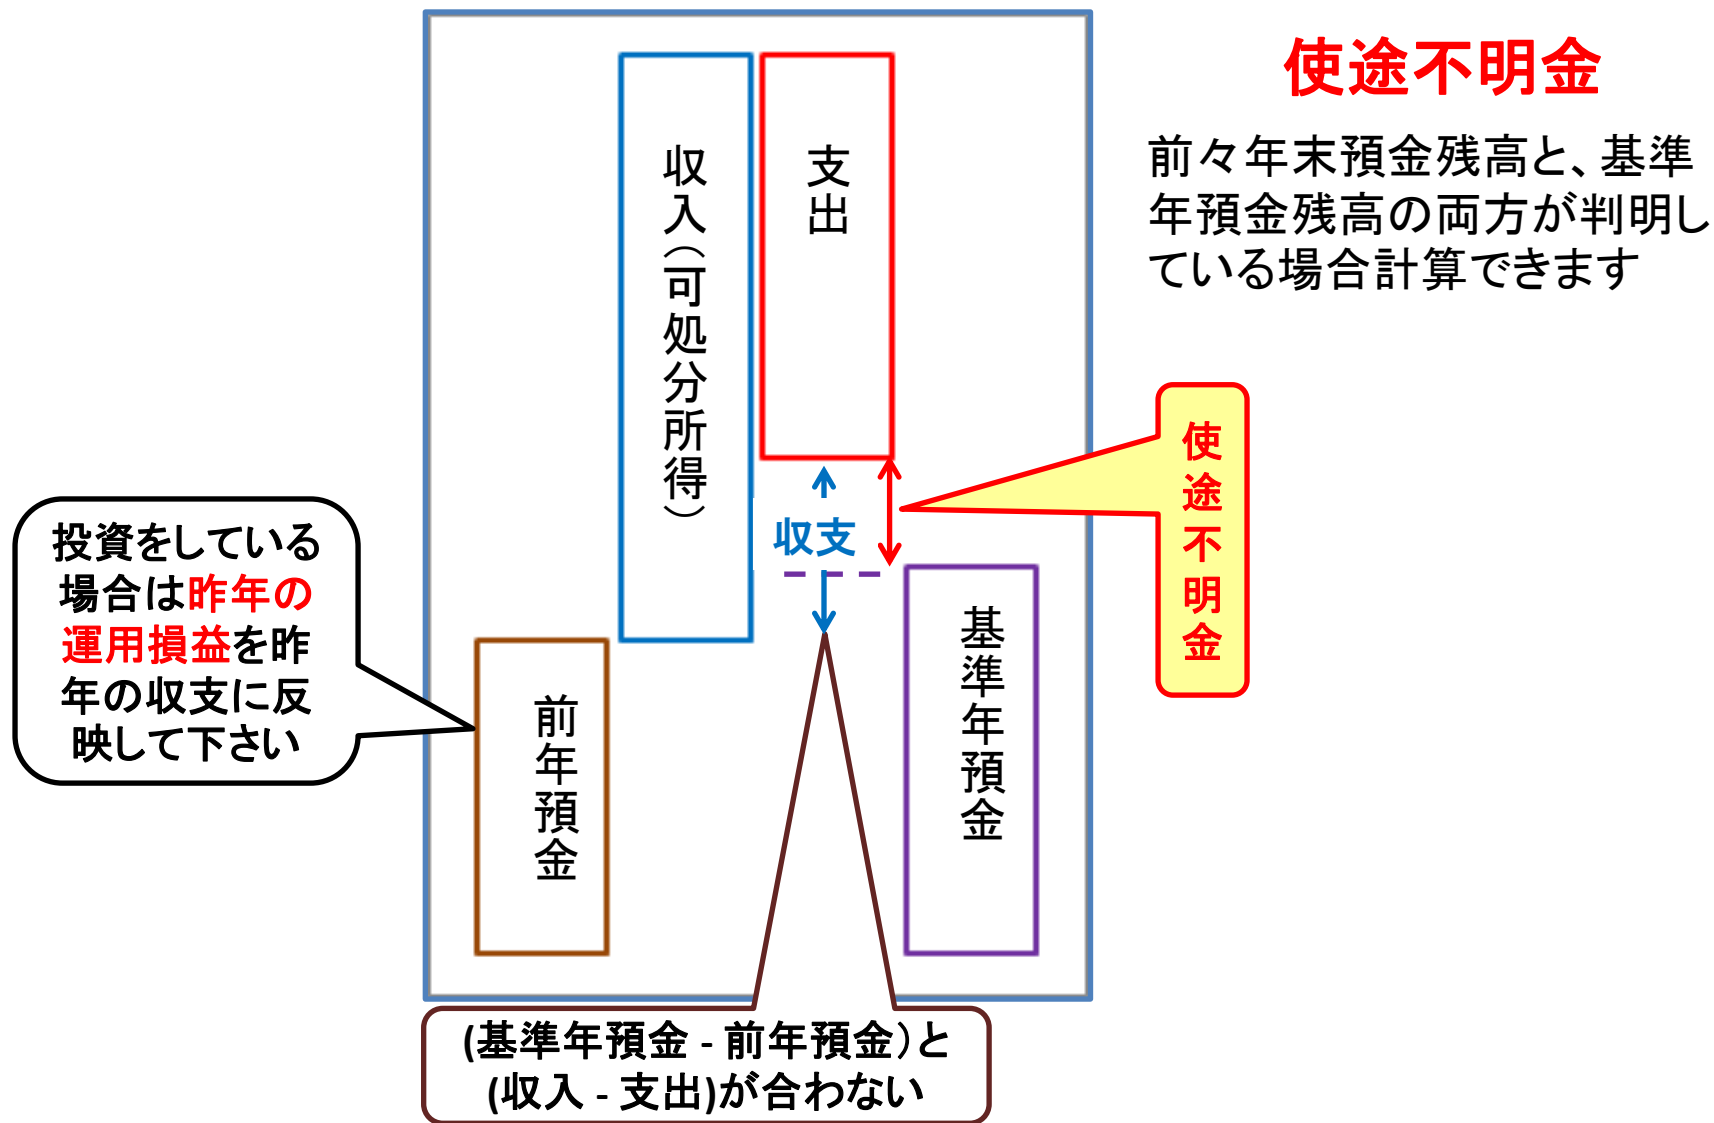 使途不明金
前々年末預金残高と、基準
年預金残高の両方が判明し
ている場合計算できます
収入（可処分所得）
支出
使途不明金
収支
投資をしている
場合は昨年の
運用損益を昨
年の収支に反
映して下さい
前年預金
基準年預金
(基準年預金 - 前年預金）と
(収入 - 支出)が合わない